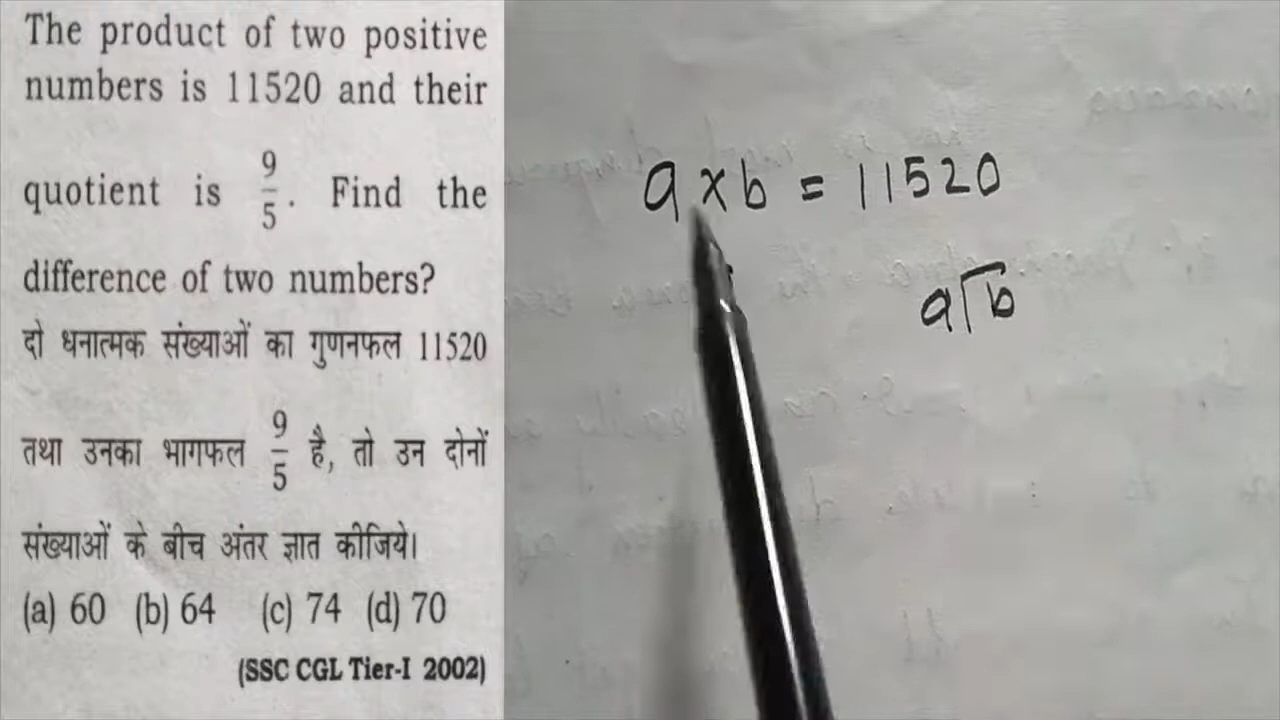 The product of two positive
numbers is 11520 and their
quotient is 9/5. Find the
difference of two numbers?
दो धनात्मक संख्याओं का गुणनफल 11520
तथा उनका भागफल 9/5 है, तो उन दोनों
संख्याओं के बीच अंतर ज्ञात कीजिये।
(a) 60 (b) 64 (c) 74 (d) 70
(SSC CGL Tier-I 2002)
a x b = 11520
a b